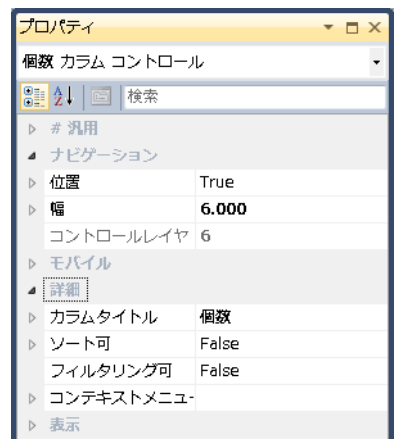 プロパティ
個数 カラム コントロール
検索
# 汎用
ナビゲーション
位置 True
幅 6.000
コントロールレイヤ 6
モバイル
詳細
カラムタイトル 個数
ソート可 False
フィルタリング可 False
コンテキストメニュー
表示